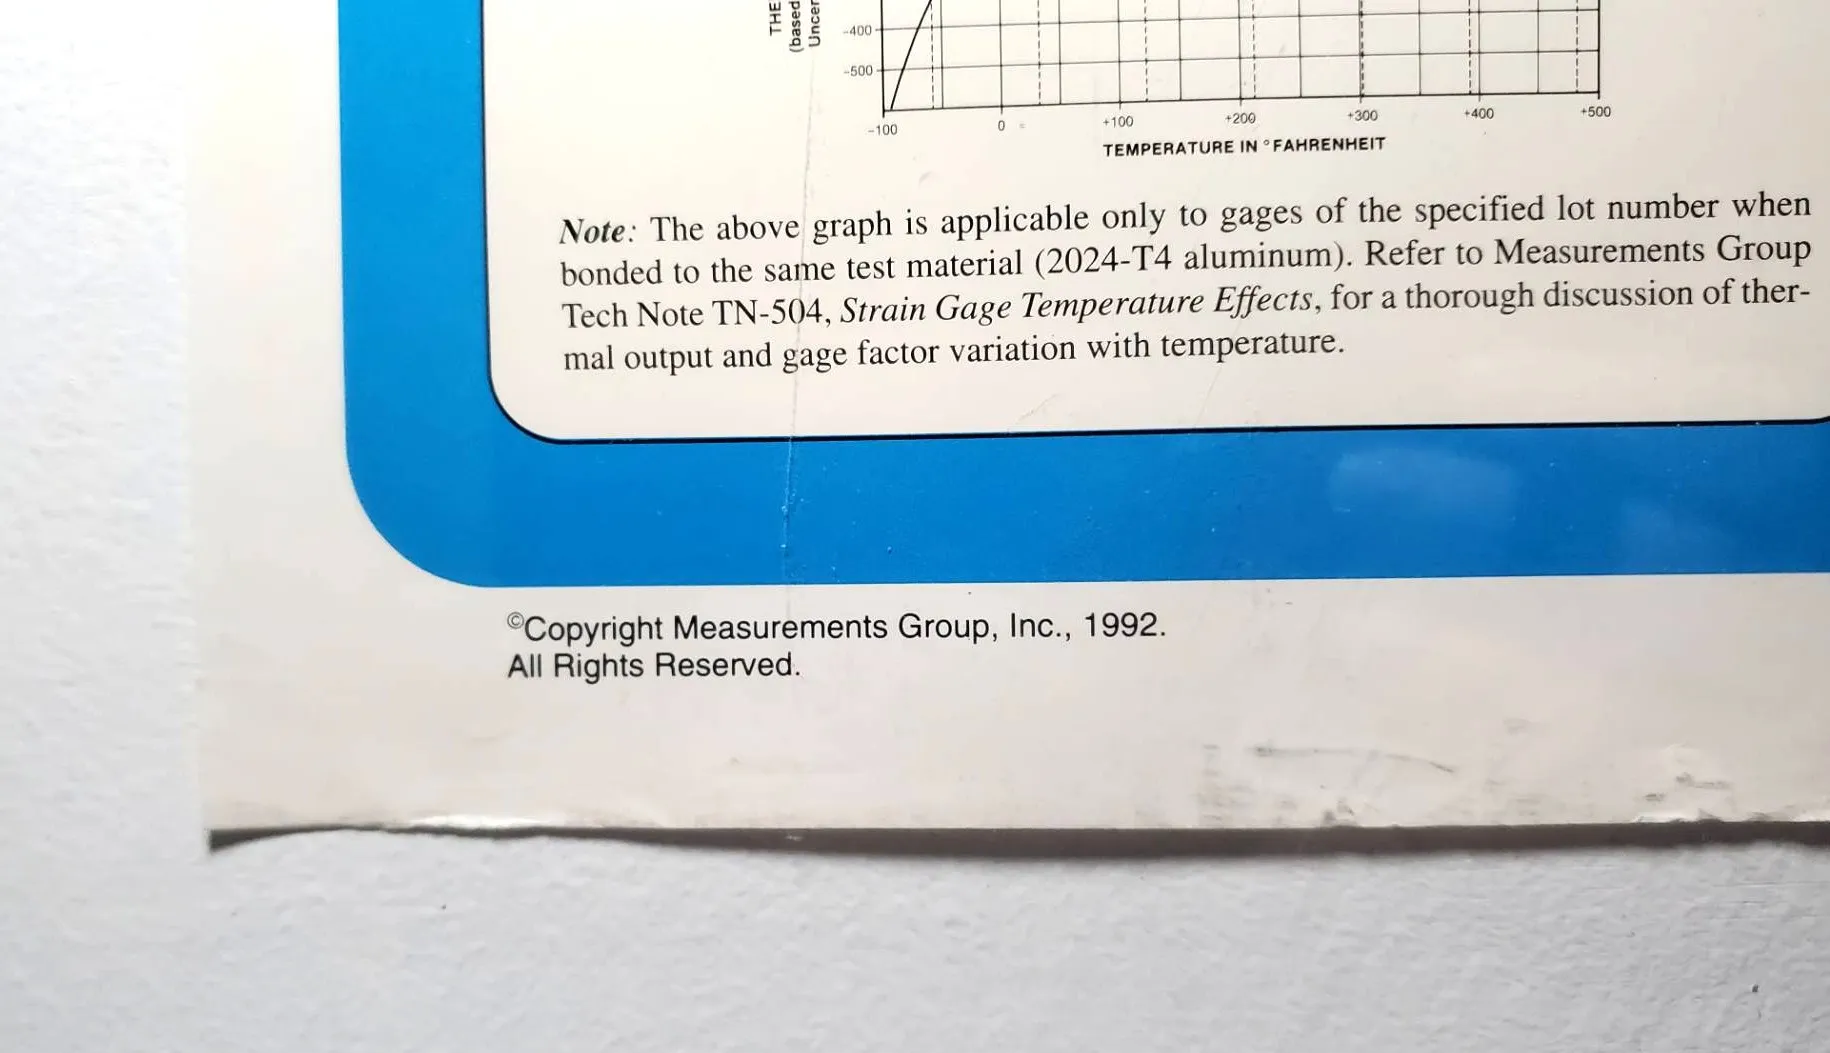 THE
(based
Uncer
-400
-500
-100 0 +100 +200 +300 +400 +500
TEMPERATURE IN °FAHRENHEIT
Note: The above graph is applicable only to gages of the specified lot number when
bonded to the same test material (2024-T4 aluminum). Refer to Measurements Group
Tech Note TN-504, Strain Gage Temperature Effects, for a thorough discussion of ther-
mal output and gage factor variation with temperature.
©Copyright Measurements Group, Inc., 1992.
All Rights Reserved.